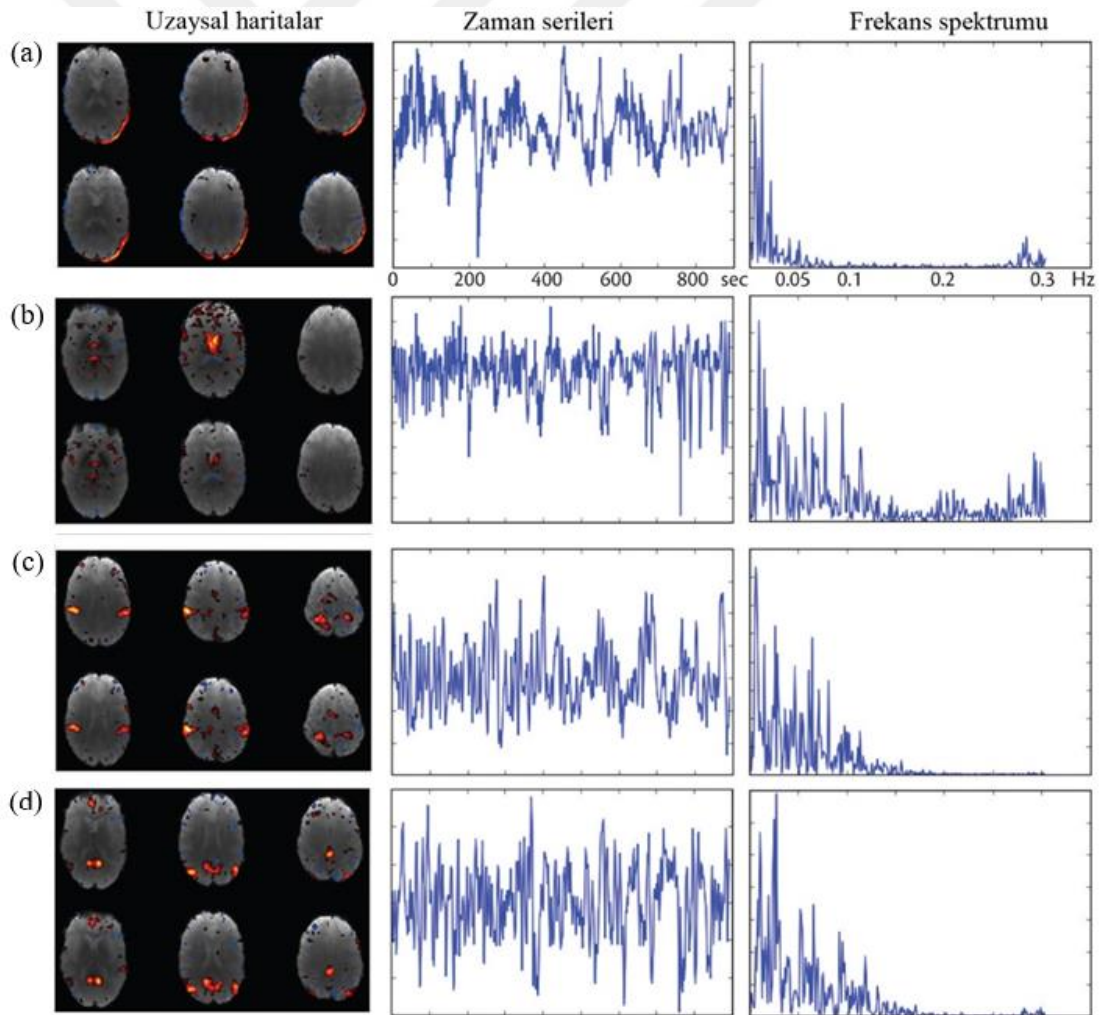 Uzaysal haritalar Zaman serileri Frekans spektrumu
(a)
0 200 400 600 800 sec 0.05 0.1 0.2 0.3 Hz
(b)
(c)
(d)